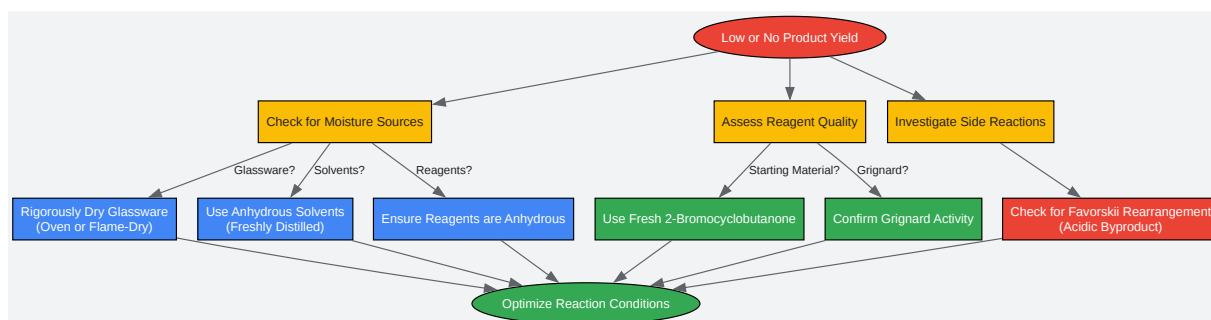 Low or No Product Yield
Check for Moisture Sources
Assess Reagent Quality
Investigate Side Reactions
Glassware?
Solvents?
Reagents?
Starting Material?
Grignard?
Rigorously Dry Glassware
(Oven or Flame-Dry)
Use Anhydrous Solvents
(Freshly Distilled)
Ensure Reagents are Anhydrous
Use Fresh 2-Bromocyclobutanone
Confirm Grignard Activity
Check for Favorskii Rearrangement
(Acidic Byproduct)
Optimize Reaction Conditions